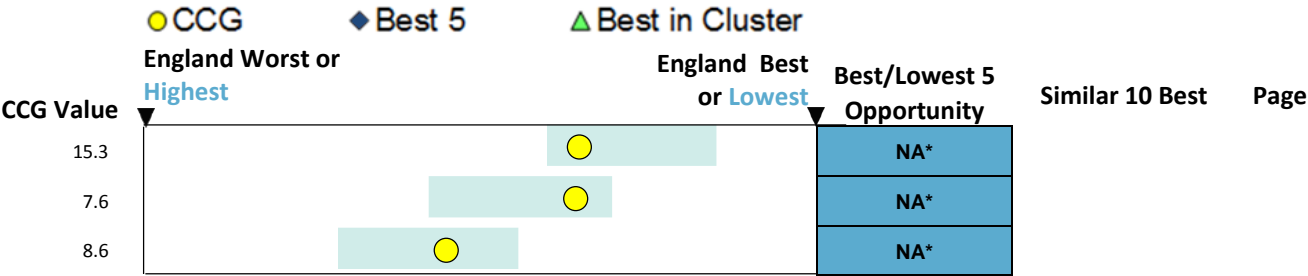 CCG Best 5 Best in Cluster
England Worst or
Highest
England Best
or Lowest
Best/Lowest 5
Opportunity
CCG Value
Similar 10 Best
Page
15.3 NA*
7.6 NA*
8.6 NA*